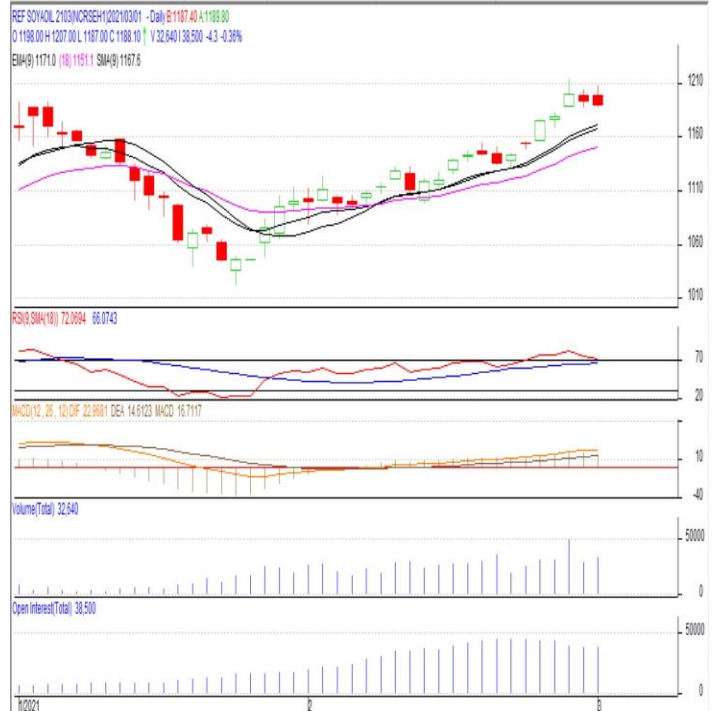 REF SOYAOIL 2103(NCRSEH1)2021/03/01 - Daily B:1187.40 A:1189.80
O 1198.00 H 1207.00 L 1187.00 C 1188.10 ↑ V 32,640 I 38,500 -4.3 -0.36%
EMA(9) 1171.0 (18) 1151.1 SMA(9) 1167.6
1210
1160
1110
1060
1010
RSI(9,SMA(18)) 72.0694 66.0743
70
20
MACD(12 , 26 , 12) DIF 22.9681 DEA 14.6123 MACD 16.7117
10
-40
Volume(Total) 32,640
50000
0
Open Interest(Total) 38,500
50000
0
1/2021 2 3